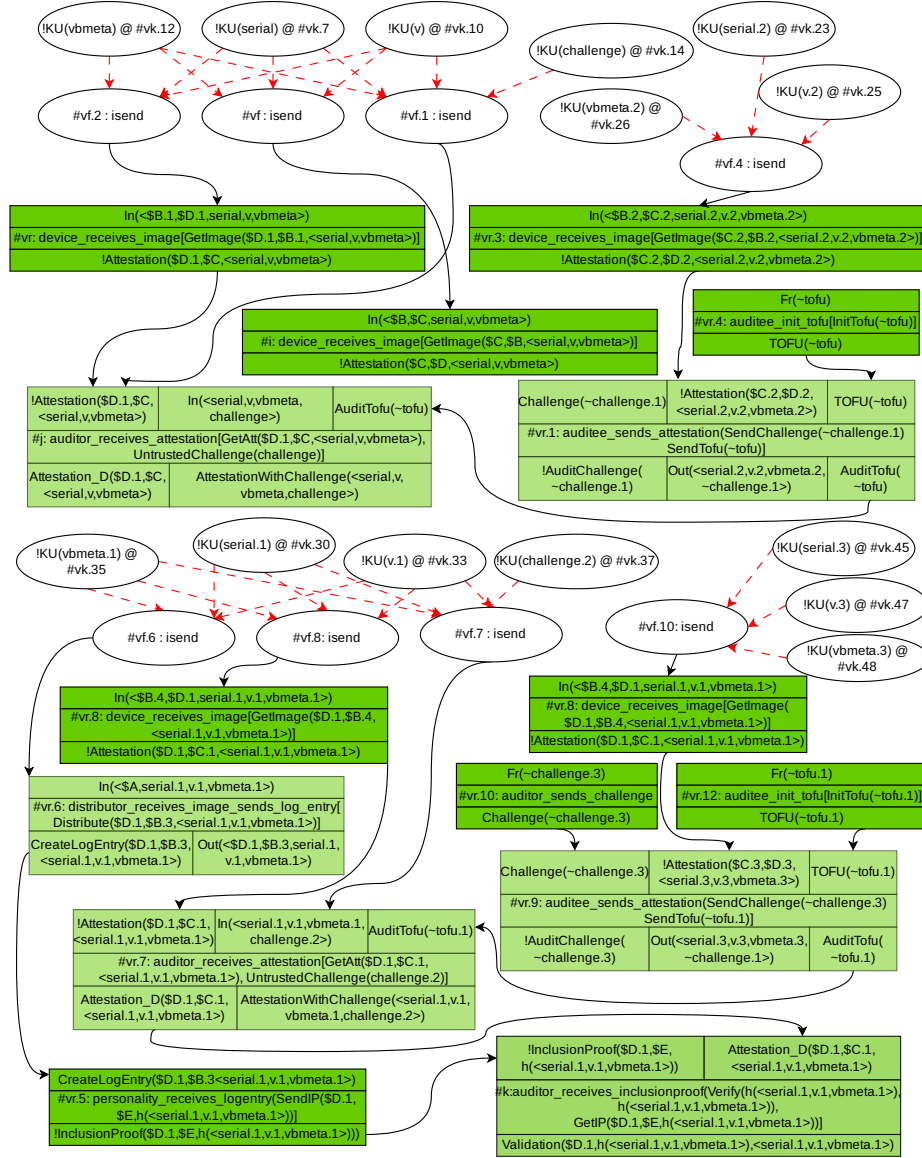 !KU(vbmeta) @ #vk.12
!KU(serial) @ #vk.7
!KU(v) @ #vk.10
!KU(challenge) @ #vk.14
!KU(serial.2) @ #vk.23
!KU(v.2) @ #vk.25
!KU(vbmeta.2) @
#vk.26
#vf.2 : isend
#vf : isend
#vf.1 : isend
#vf.4 : isend
In(<$B.1,$D.1,serial,v,vbmeta>)
#vr: device_receives_image[GetImage($D.1,$B.1,<serial,v,vbmeta>)]
!Attestation($D.1,$C,<serial,v,vbmeta>)
In(<$B.2,$C.2,serial.2,v.2,vbmeta.2>)
#vr.3: device_receives_image[GetImage($C.2,$B.2,<serial.2,v.2,vbmeta.2>)]
!Attestation($C.2,$D.2,<serial.2,v.2,vbmeta.2>)
In(<$B,$C,serial,v,vbmeta>)
#i: device_receives_image[GetImage($C,$B,<serial,v,vbmeta>)]
!Attestation($C,$D,<serial,v,vbmeta>)
Fr(~tofu)
#vr.4: auditee_init_tofu[InitTofu(~tofu)]
TOFU(~tofu)
!Attestation($D.1,$C,
<serial,v,vbmeta>)
In(<serial,v,vbmeta,
challenge>)
AuditTofu(~tofu)
#j: auditor_receives_attestation[GetAtt($D.1,$C,<serial,v,vbmeta>),
UntrustedChallenge(challenge)]
Attestation_D($D.1,$C,
<serial,v,vbmeta>)
AttestationWithChallenge(<serial,v,
vbmeta,challenge>)
Challenge(~challenge.1)
!Attestation($C.2,$D.2,
<serial.2,v.2,vbmeta.2>)
TOFU(~tofu)
#vr.1: auditee_sends_attestation(SendChallenge(~challenge.1)
SendTofu(~tofu)]
!AuditChallenge(
~challenge.1)
Out(<serial.2,v.2,vbmeta.2,
~challenge.1>)
AuditTofu(
~tofu)
!KU(vbmeta.1) @
#vk.35
!KU(serial.1) @ #vk.30
!KU(v.1) @ #vk.33
!KU(challenge.2) @ #vk.37
!KU(serial.3) @ #vk.45
!KU(v.3) @ #vk.47
!KU(vbmeta.3) @
#vk.48
#vf.6 : isend
#vf.8: isend
#vf.7 : isend
#vf.10: isend
In(<$B.4,$D.1,serial.1,v.1,vbmeta.1>)
#vr.8: device_receives_image[GetImage($D.1,$B.4,
<serial.1,v.1,vbmeta.1>)]
!Attestation($D.1,$C.1,<serial.1,v.1,vbmeta.1>)
In(<$B.4,$D.1,serial.1,v.1,vbmeta.1>)
#vr.8: device_receives_image[GetImage(
$D.1,$B.4,<serial.1,v.1,vbmeta.1>)]
!Attestation($D.1,$C.1,<serial.1,v.1,vbmeta.1>)
In(<$A,serial.1,v.1,vbmeta.1>)
#vr.6: distributor_receives_image_sends_log_entry[
Distribute($D.1,$B.3,<serial.1,v.1,vbmeta.1>)]
CreateLogEntry($D.1,$B.3,
<serial.1,v.1,vbmeta.1>)
Out(<$D.1,$B.3,serial.1,
v.1,vbmeta.1>)
Fr(~challenge.3)
#vr.10: auditor_sends_challenge
Challenge(~challenge.3)
Fr(~tofu.1)
#vr.12: auditee_init_tofu[InitTofu(~tofu.1)]
TOFU(~tofu.1)
Challenge(~challenge.3)
!Attestation($C.3,$D.3,
<serial.3,v.3,vbmeta.3>)
TOFU(~tofu.1)
#vr.9: auditee_sends_attestation(SendChallenge(~challenge.3)
SendTofu(~tofu.1)]
!AuditChallenge(
~challenge.3)
Out(<serial.3,v.3,vbmeta.3,
~challenge.1>)
AuditTofu(
~tofu.1)
!Attestation($D.1,$C.1,
<serial.1,v.1,vbmeta.1>)
In(<serial.1,v.1,vbmeta.1,
challenge.2>)
AuditTofu(~tofu.1)
#vr.7: auditor_receives_attestation[GetAtt($D.1,$C.1,
<serial.1,v.1,vbmeta.1>), UntrustedChallenge(challenge.2)]
Attestation_D($D.1,$C.1,
<serial.1,v.1,vbmeta.1>)
AttestationWithChallenge(<serial.1,v.1,
vbmeta.1,challenge.2>)
CreateLogEntry($D.1,$B.3<serial.1,v.1,vbmeta.1>)
#vr.5: personality_receives_logentry(SendIP($D.1,
$E,h(<serial.1,v.1,vbmeta.1>))]
!InclusionProof($D.1,$E,h(<serial.1,v.1,vbmeta.1>)))
!InclusionProof($D.1,$E,
h(<serial.1,v.1,vbmeta.1>))
Attestation_D($D.1,$C.1,
<serial.1,v.1,vbmeta.1>)
#k:auditor_receives_inclusionproof(Verify(h(<serial.1,v.1,vbmeta.1>),
h(<serial.1,v.1,vbmeta.1>)),
GetIP($D.1,$E,h(<serial.1,v.1,vbmeta.1>))]
Validation($D.1,h(<serial.1,v.1,vbmeta.1>),<serial.1,v.1,vbmeta.1>)